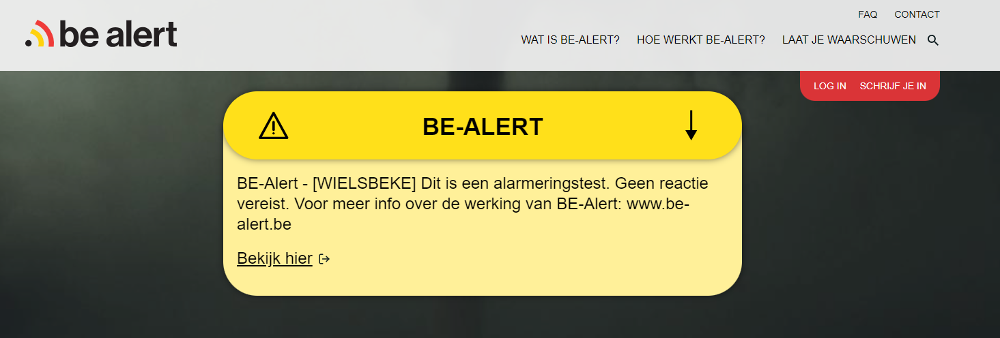 be alert
FAQ CONTACT
WAT IS BE-ALERT? HOE WERKT BE-ALERT? LAAT JE WAARSCHUWEN
LOG IN SCHRIJF JE IN
BE-ALERT
BE-Alert - [WIELSBEKE] Dit is een alarmeringstest. Geen reactie
vereist. Voor meer info over de werking van BE-Alert: www.be-
alert.be
Bekijk hier